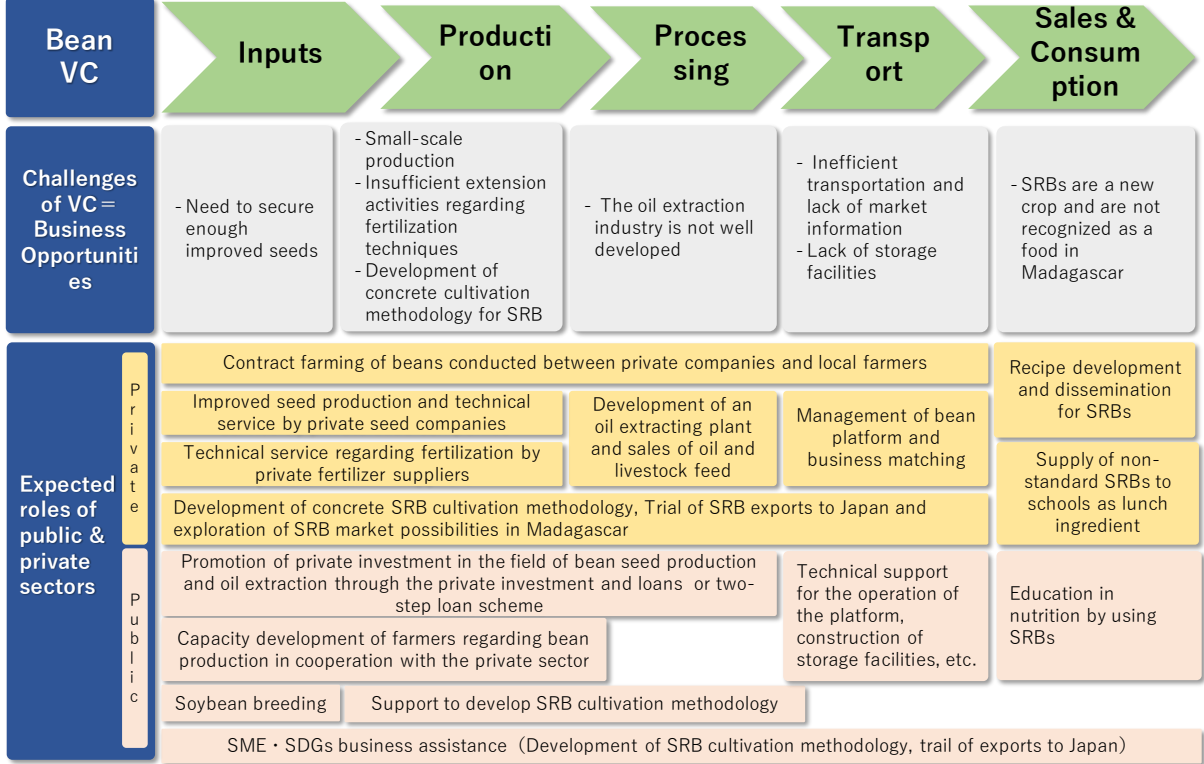 Bean
VC
Inputs
Producti
on
Proces
sing
Transp
ort
Sales &
Consum
ption
Challenges
of VC＝
Business
Opportuniti
es
- Need to secure
enough
improved seeds
- Small-scale
production
- Insufficient extension
activities regarding
fertilization
techniques
- Development of
concrete cultivation
methodology for SRB
- The oil extraction
industry is not well
developed
- Inefficient
transportation and
lack of market
information
- Lack of storage
facilities
- SRBs are a new
crop and are not
recognized as a
food in
Madagascar
Expected
roles of
public &
private
sectors
P
r
i
v
a
t
e
Contract farming of beans conducted between private companies and local farmers
Improved seed production and technical
service by private seed companies
Technical service regarding fertilization by
private fertilizer suppliers
Development of an
oil extracting plant
and sales of oil and
livestock feed
Management of bean
platform and
business matching
Development of concrete SRB cultivation methodology, Trial of SRB exports to Japan and
exploration of SRB market possibilities in Madagascar
Recipe development
and dissemination
for SRBs
Supply of non-
standard SRBs to
schools as lunch
ingredient
P
u
b
l
i
c
Promotion of private investment in the field of bean seed production
and oil extraction through the private investment and loans or two-
step loan scheme
Capacity development of farmers regarding bean
production in cooperation with the private sector
Soybean breeding
Support to develop SRB cultivation methodology
Technical support
for the operation of
the platform,
construction of
storage facilities, etc.
Education in
nutrition by using
SRBs
SME・SDGs business assistance（Development of SRB cultivation methodology, trail of exports to Japan）